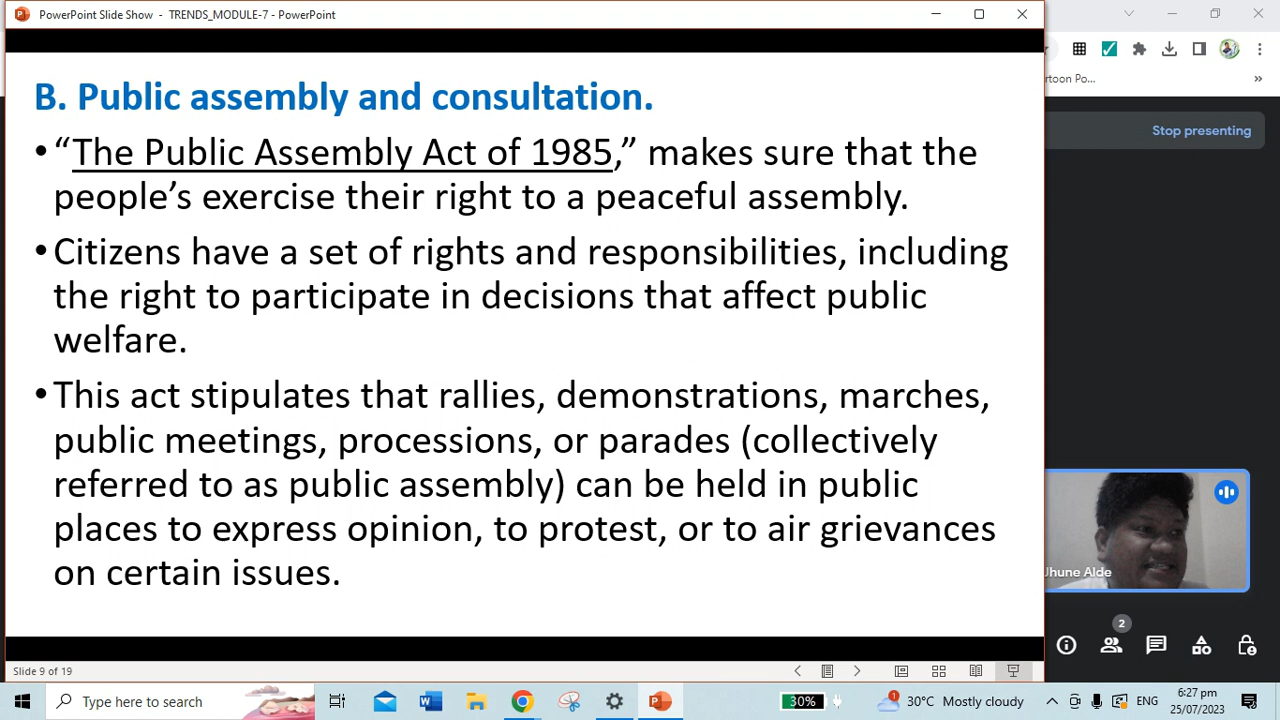 PowerPoint Slide Show - TRENDS_MODULE-7 - PowerPoint
B. Public assembly and consultation.
• “The Public Assembly Act of 1985,” makes sure that the
people’s exercise their right to a peaceful assembly.
• Citizens have a set of rights and responsibilities, including
the right to participate in decisions that affect public
welfare.
• This act stipulates that rallies, demonstrations, marches,
public meetings, processions, or parades (collectively
referred to as public assembly) can be held in public
places to express opinion, to protest, or to air grievances
on certain issues.
Slide 9 of 19
Po...
Stop presenting
Jhune Alde
2
Type here to search
30%
1
30°C Mostly cloudy
ENG
6:27 pm
25/07/2023